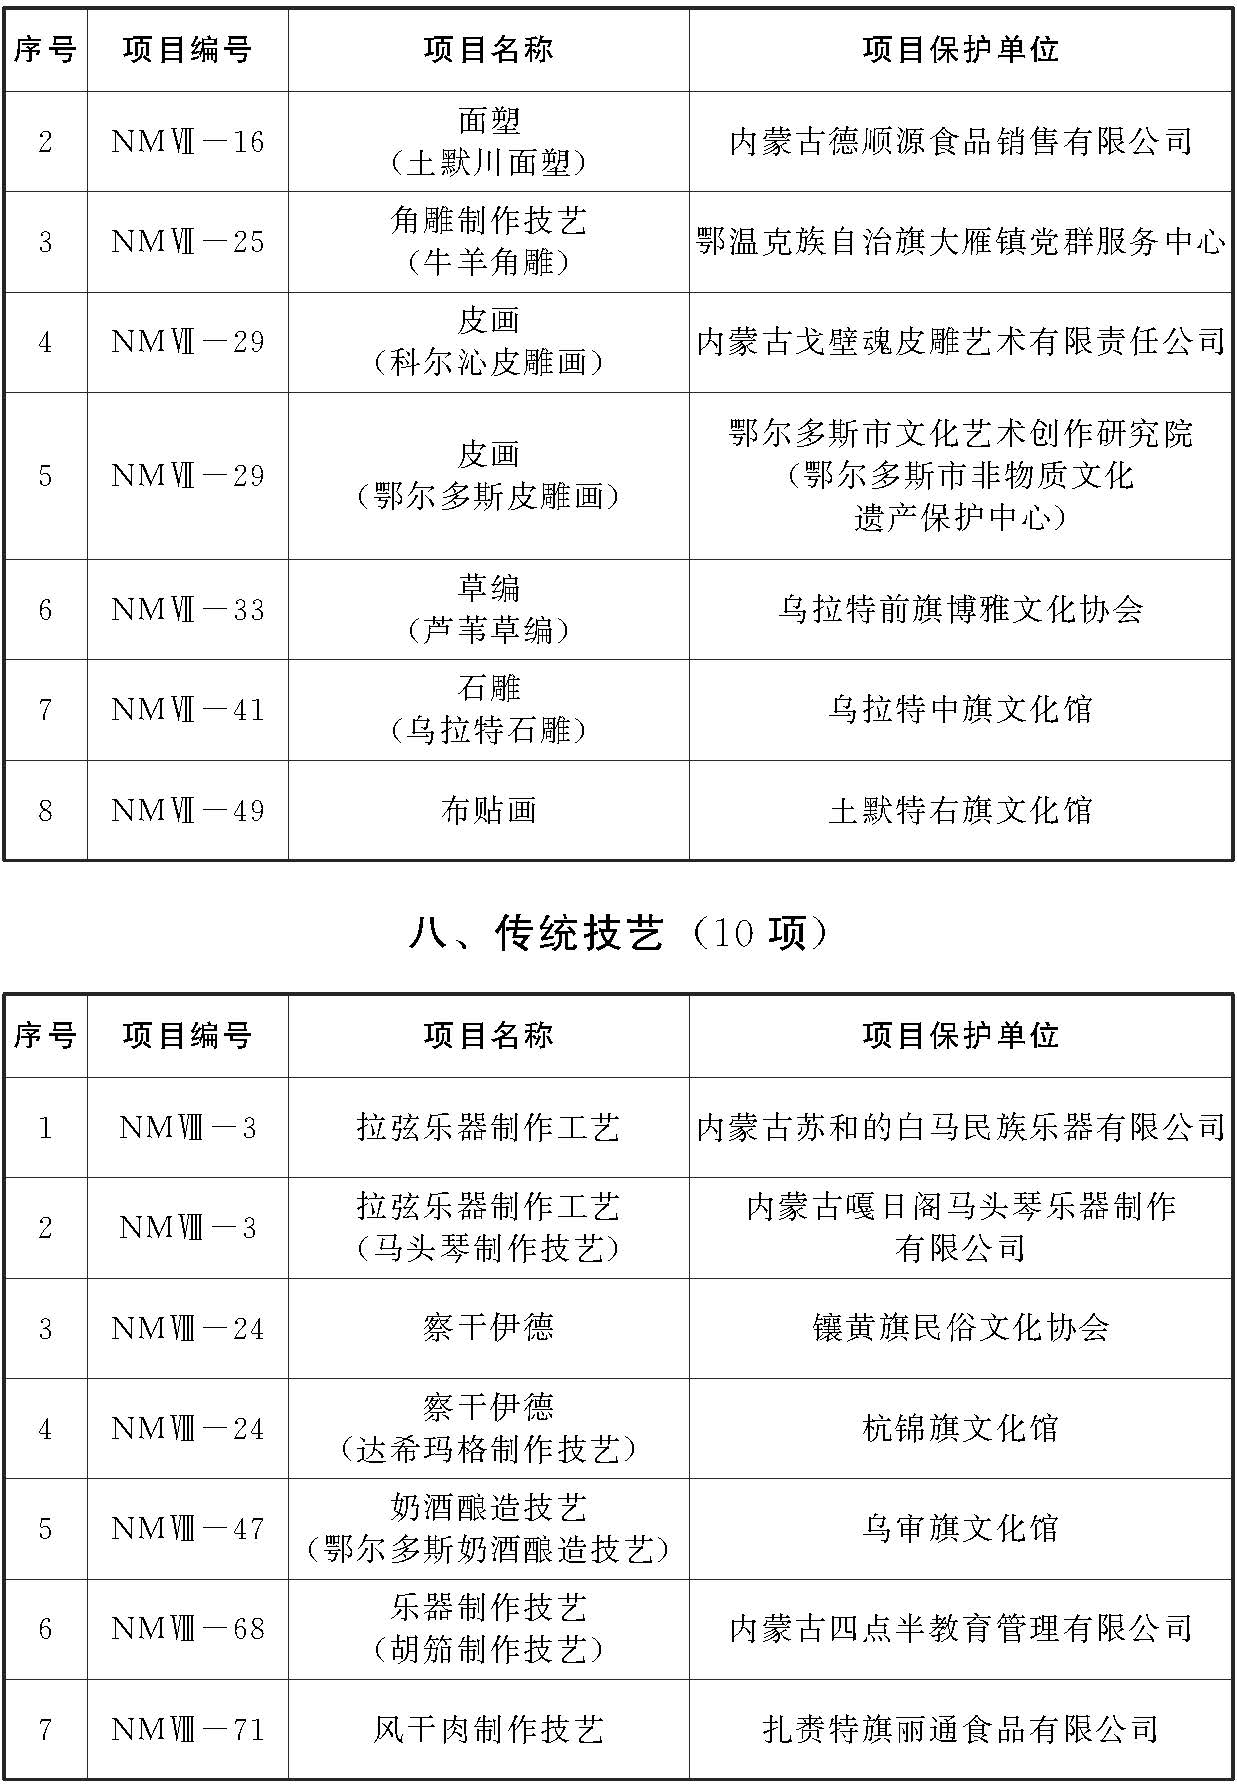 序号 项目编号 项目名称 项目保护单位
2 NMⅦ－16 面塑
（土默川面塑） 内蒙古德顺源食品销售有限公司
3 NMⅦ－25 角雕制作技艺
（牛羊角雕） 鄂温克族自治旗大雁镇党群服务中心
4 NMⅦ－29 皮画
（科尔沁皮雕画） 内蒙古戈壁魂皮雕艺术有限责任公司
5 NMⅦ－29 皮画
（鄂尔多斯皮雕画） 鄂尔多斯市文化艺术创作研究院
（鄂尔多斯市非物质文化
遗产保护中心）
6 NMⅦ－33 草编
（芦苇草编） 乌拉特前旗博雅文化协会
7 NMⅦ－41 石雕
（乌拉特石雕） 乌拉特中旗文化馆
8 NMⅦ－49 布贴画 土默特右旗文化馆
八、传统技艺（10 项）
序号 项目编号 项目名称 项目保护单位
1 NMⅧ－3 拉弦乐器制作工艺 内蒙古苏和的白马民族乐器有限公司
2 NMⅧ－3 拉弦乐器制作工艺
（马头琴制作技艺） 内蒙古嘎日阁马头琴乐器制作
有限公司
3 NMⅧ－24 察干伊德 镶黄旗民俗文化协会
4 NMⅧ－24 察干伊德
（达希玛格制作技艺） 杭锦旗文化馆
5 NMⅧ－47 奶酒酿造技艺
（鄂尔多斯奶酒酿造技艺） 乌审旗文化馆
6 NMⅧ－68 乐器制作技艺
（胡笳制作技艺） 内蒙古四点半教育管理有限公司
7 NMⅧ－71 风干肉制作技艺 扎赉特旗丽通食品有限公司